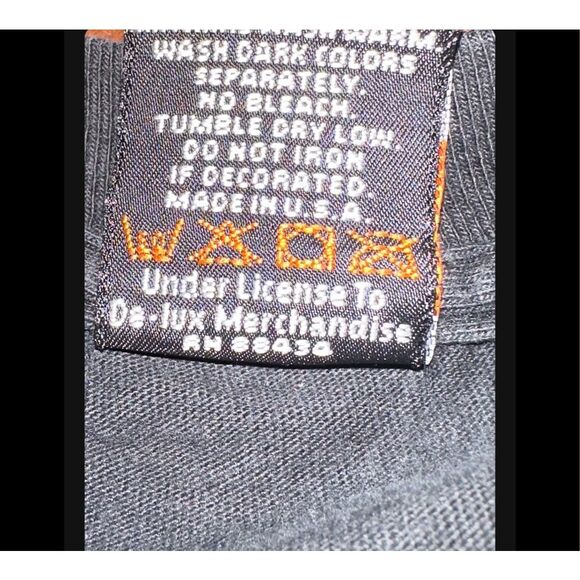 WARM.
WASH DARK COLORS
SEPARATELY.
NO BLEACH.
TUMBLE DRY LOW.
DO NOT IRON
IF DECORATED.
MADE IN U.S.A.
Under License To
De-lux Merchandise